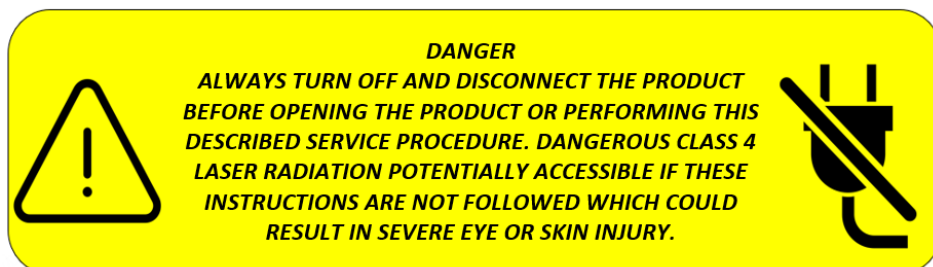 DANGER
ALWAYS TURN OFF AND DISCONNECT THE PRODUCT
BEFORE OPENING THE PRODUCT OR PERFORMING THIS
DESCRIBED SERVICE PROCEDURE. DANGEROUS CLASS 4
LASER RADIATION POTENTIALLY ACCESSIBLE IF THESE
INSTRUCTIONS ARE NOT FOLLOWED WHICH COULD
RESULT IN SEVERE EYE OR SKIN INJURY.